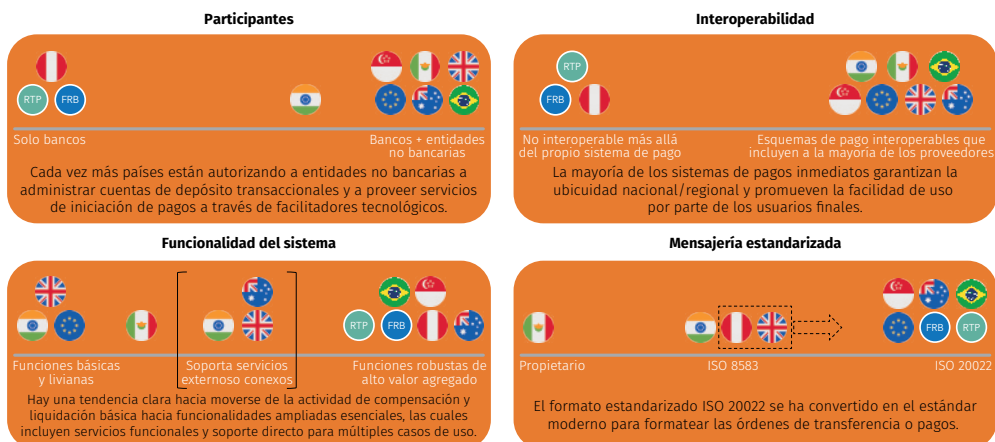 Participantes
RTP
FRB
Solo bancos
Bancos + entidades
no bancarias
Cada vez más países están autorizando a entidades no bancarias a
administrar cuentas de depósito transaccionales y a proveer servicios
de iniciación de pagos a través de facilitadores tecnológicos.
Interoperabilidad
RTP
FRB
No interoperable más allá
del propio sistema de pago
Esquemas de pago interoperables que
incluyen a la mayoría de los proveedores
La mayoría de los sistemas de pagos inmediatos garantizan la
ubicuidad nacional/regional y promueven la facilidad de uso
por parte de los usuarios finales.
Funcionalidad del sistema
RTP
FRB
Funciones básicas
y livianas
Soporta servicios
externoso conexos
Funciones robustas de
alto valor agregado
Hay una tendencia clara hacia moverse de la actividad de compensación y
liquidación básica hacia funcionalidades ampliadas esenciales, las cuales
incluyen servicios funcionales y soporte directo para múltiples casos de uso.
Mensajería estandarizada
FRB
RTP
Propietario
ISO 8583
ISO 20022
El formato estandarizado ISO 20022 se ha convertido en el estándar
moderno para formatear las órdenes de transferencia o pagos.